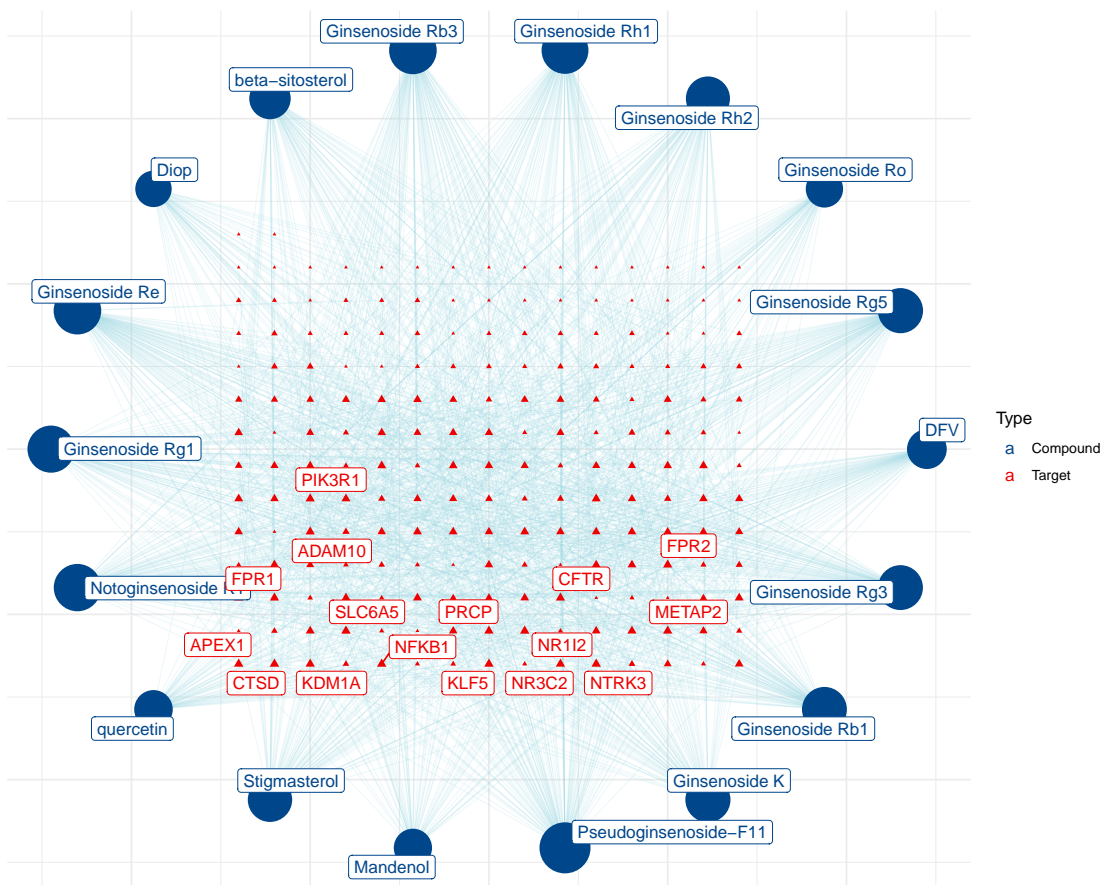 Ginsenoside Rb3
Ginsenoside Rh1
beta−sitosterol
Ginsenoside Rh2
Diop
Ginsenoside Ro
Ginsenoside Re
Ginsenoside Rg5
DFV
Ginsenoside Rg1
Type
a Compound
a Target
PIK3R1
ADAM10
FPR2
FPR1
CFTR
Notoginsenoside R1
Ginsenoside Rg3
SLC6A5
PRCP
METAP2
APEX1
NFKB1
NR1I2
CTSD
KDM1A
KLF5
NR3C2
NTRK3
quercetin
Ginsenoside Rb1
Stigmasterol
Ginsenoside K
Pseudoginsenoside−F11
Mandenol